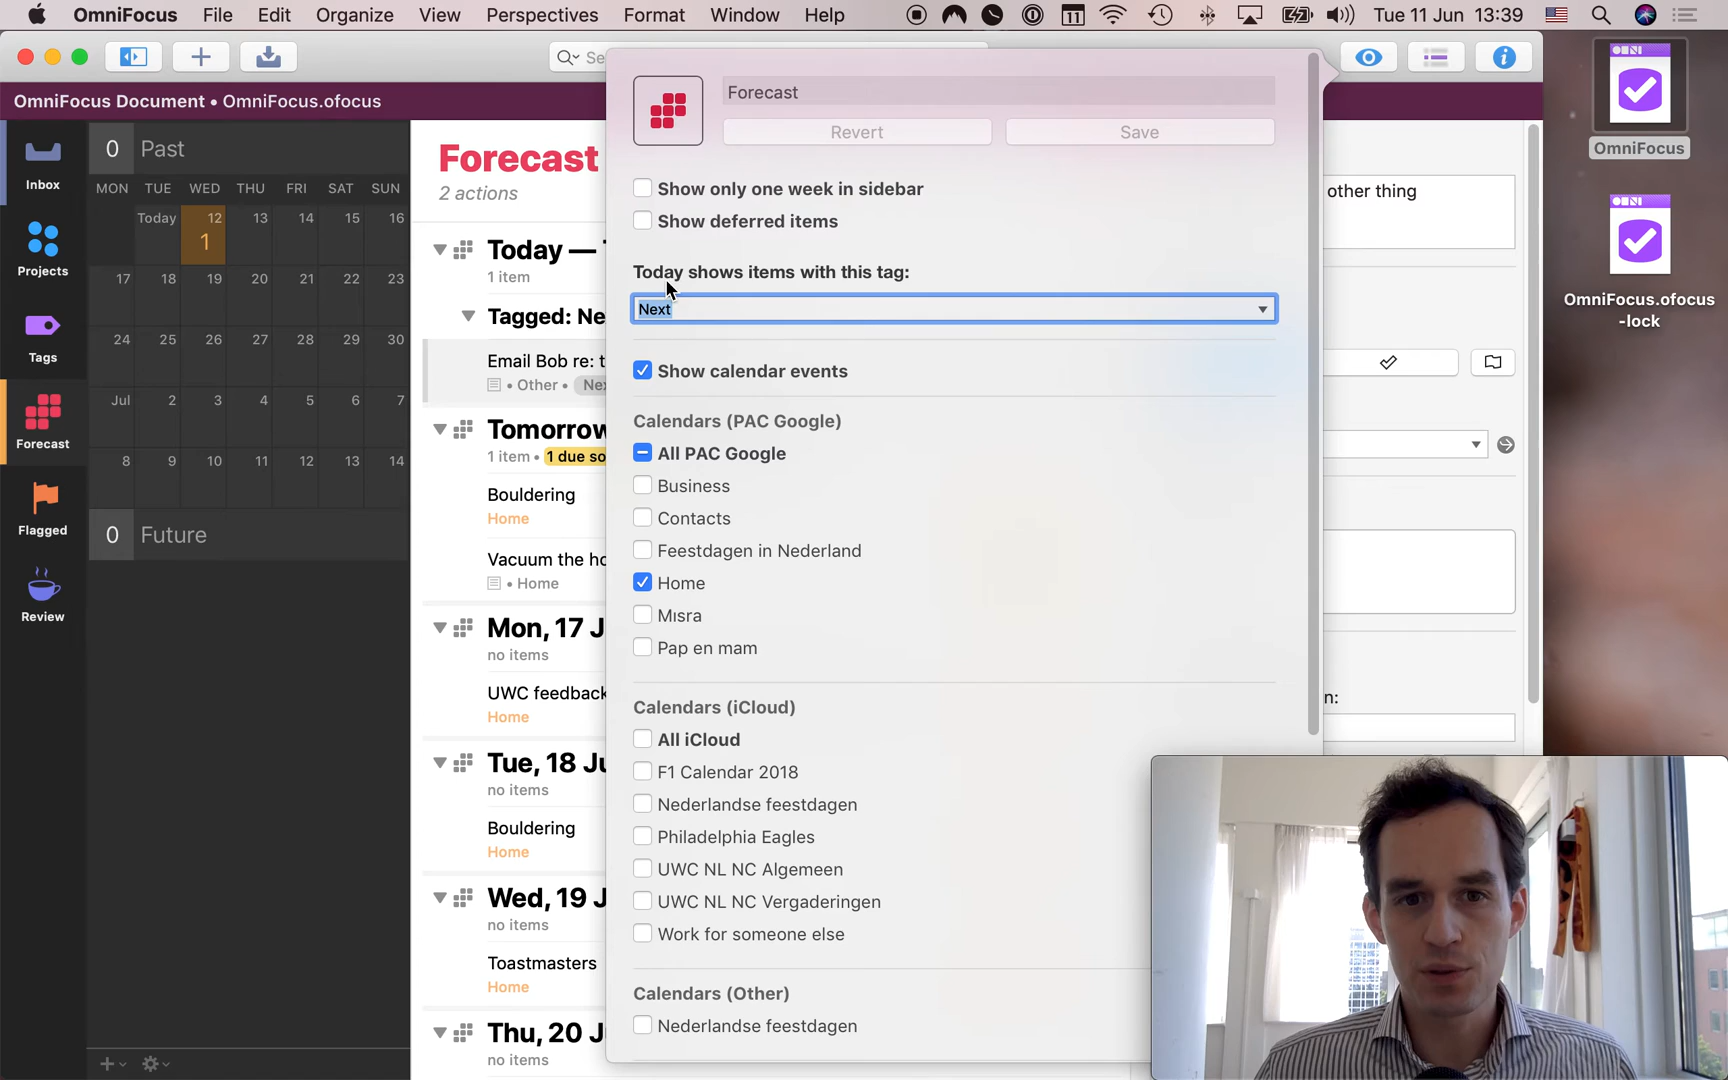 OmniFocus File Edit Organize View Perspectives Format Window Help 11 Tue 11 Jun 13:39
Se
OmniFocus Document • OmniFocus.ofocus
Inbox
Projects
Tags
Forecast
Flagged
Review
0 Past
MON TUE WED THU FRI SAT SUN
Today 12 13 14 15 16
1
17 18 19 20 21 22 23
24 25 26 27 28 29 30
Jul 2 3 4 5 6 7
8 9 10 11 12 13 14
0 Future
Forecast
2 actions
Today —
1 item
Tagged: Ne
Email Bob re: t
• Other • Ne
Tomorrow
1 item • 1 due so
Bouldering
Home
Vacuum the ho
• Home
Mon, 17 J
no items
UWC feedback
Home
Tue, 18 Ju
no items
Bouldering
Home
Wed, 19 J
no items
Toastmasters
Home
Thu, 20 J
no items
Forecast
Revert Save
Show only one week in sidebar
Show deferred items
Today shows items with this tag:
Next
Show calendar events
Calendars (PAC Google)
All PAC Google
Business
Contacts
Feestdagen in Nederland
Home
Mısra
Pap en mam
Calendars (iCloud)
All iCloud
F1 Calendar 2018
Nederlandse feestdagen
Philadelphia Eagles
UWC NL NC Algemeen
UWC NL NC Vergaderingen
Work for someone else
Calendars (Other)
Nederlandse feestdagen
other thing
n:
OmniFocus
OmniFocus.ofocus
-lock